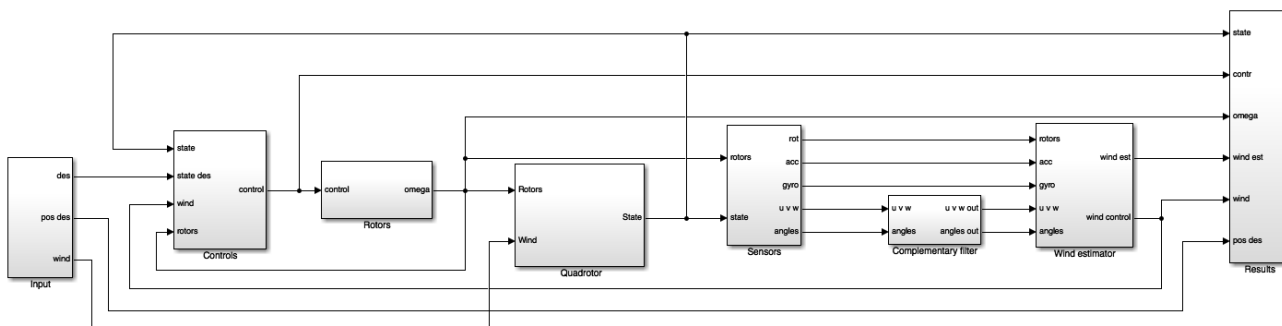 des
pos des
wind
Input
state
state des
wind
rotors
control
Controls
control
omega
Rotors
Rotors
Wind
State
Quadrotor
rotors
state
rot
acc
gyro
u v w
angles
Sensors
u v w
angles
u v w out
angles out
Complementary filter
rotors
acc
gyro
u v w
angles
wind est
wind control
Wind estimator
state
contr
omega
wind est
wind
pos des
Results